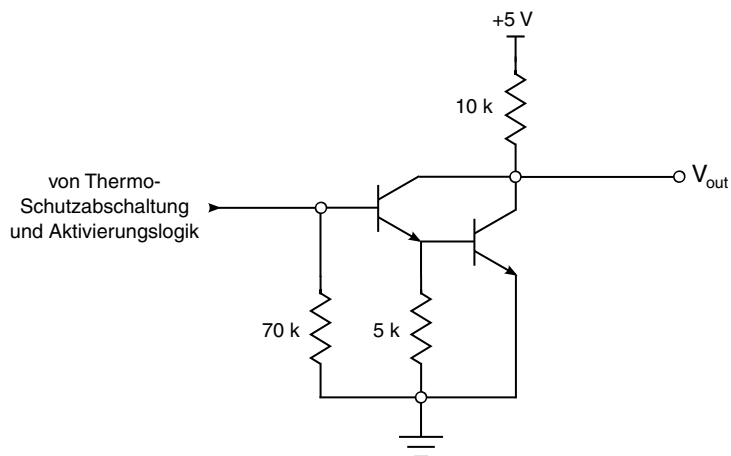 +5 V
10 k
von Thermo-
Schutzabschaltung
und Aktivierungslogik
V_out
70 k
5 k